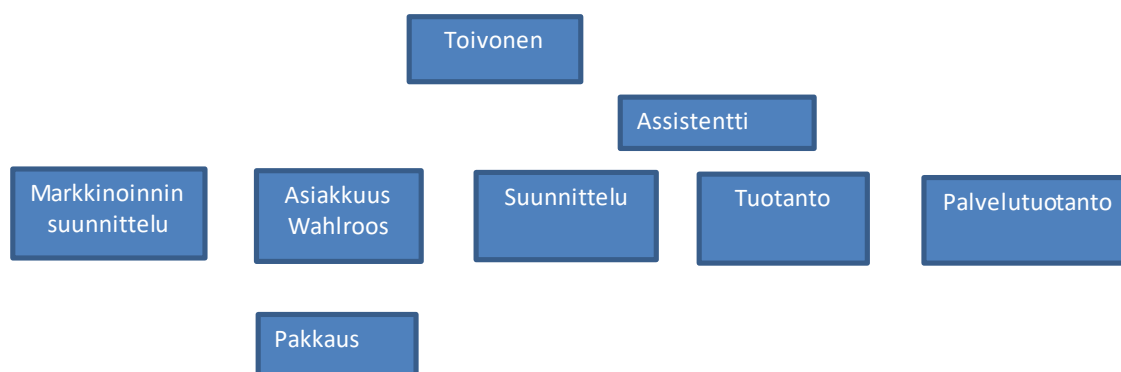 Toivonen
Assistentti
Markkinoinnin
suunnittelu
Asiakkuus
Wahlroos
Suunnittelu
Tuotanto
Palvelutuotanto
Pakkaus